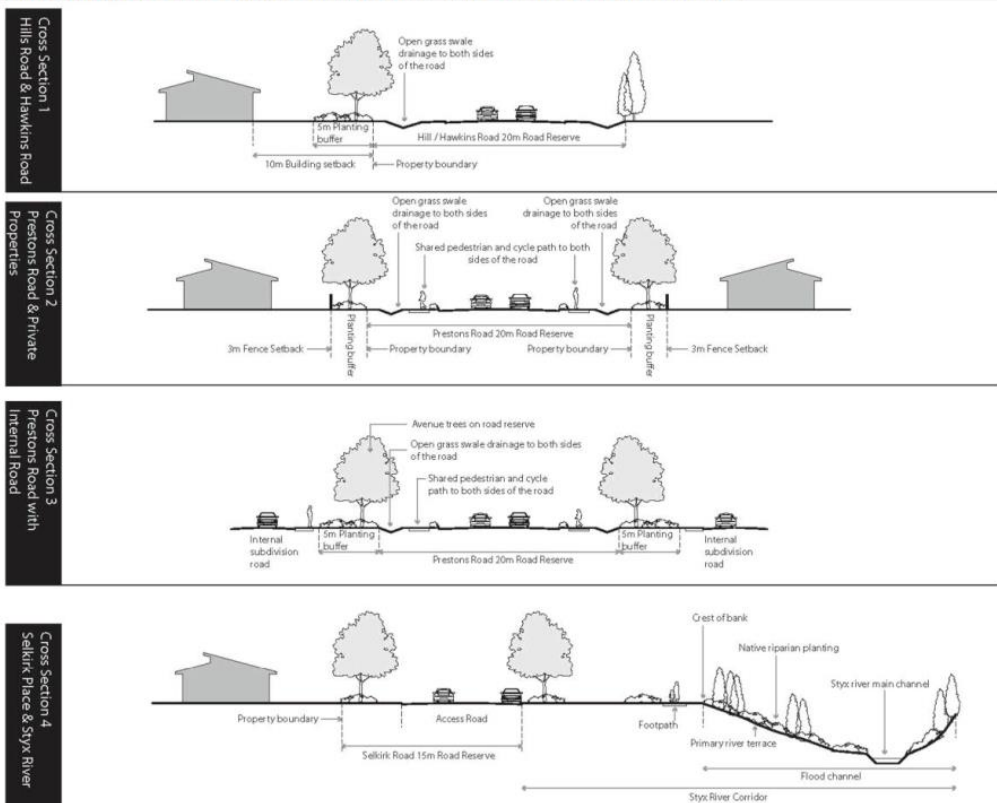 Cross Section 1
Hills Road & Hawkins Road
Open grass swale
drainage to both sides
of the road
5m Planting
buffer
Hill / Hawkins Road 20m Road Reserve
10m Building setback
Property boundary
Cross Section 2
Prestons Road & Private
Properties
Open grass swale
drainage to both sides
of the road
Open grass swale
drainage to both sides
of the road
Shared pedestrian and cycle path to both
sides of the road
Planting
buffer
Prestons Road 20m Road Reserve
Planting
buffer
3m Fence Setback
Property boundary
Property boundary
3m Fence Setback
Cross Section 3
Prestons Road with
Internal Road
Avenue trees on road reserve
Open grass swale drainage to both sides
of the road
Shared pedestrian and cycle
path to both sides of the road
Internal
subdivision
road
5m Planting
buffer
Prestons Road 20m Road Reserve
5m Planting
buffer
Internal
subdivision
road
Cross Section 4
Selkirk Place & Styx River
Crest of bank
Native riparian planting
Styx river main channel
Property boundary
Access Road
Footpath
Primary river terrace
Selkirk Road 15m Road Reserve
Flood channel
Styx River Corridor